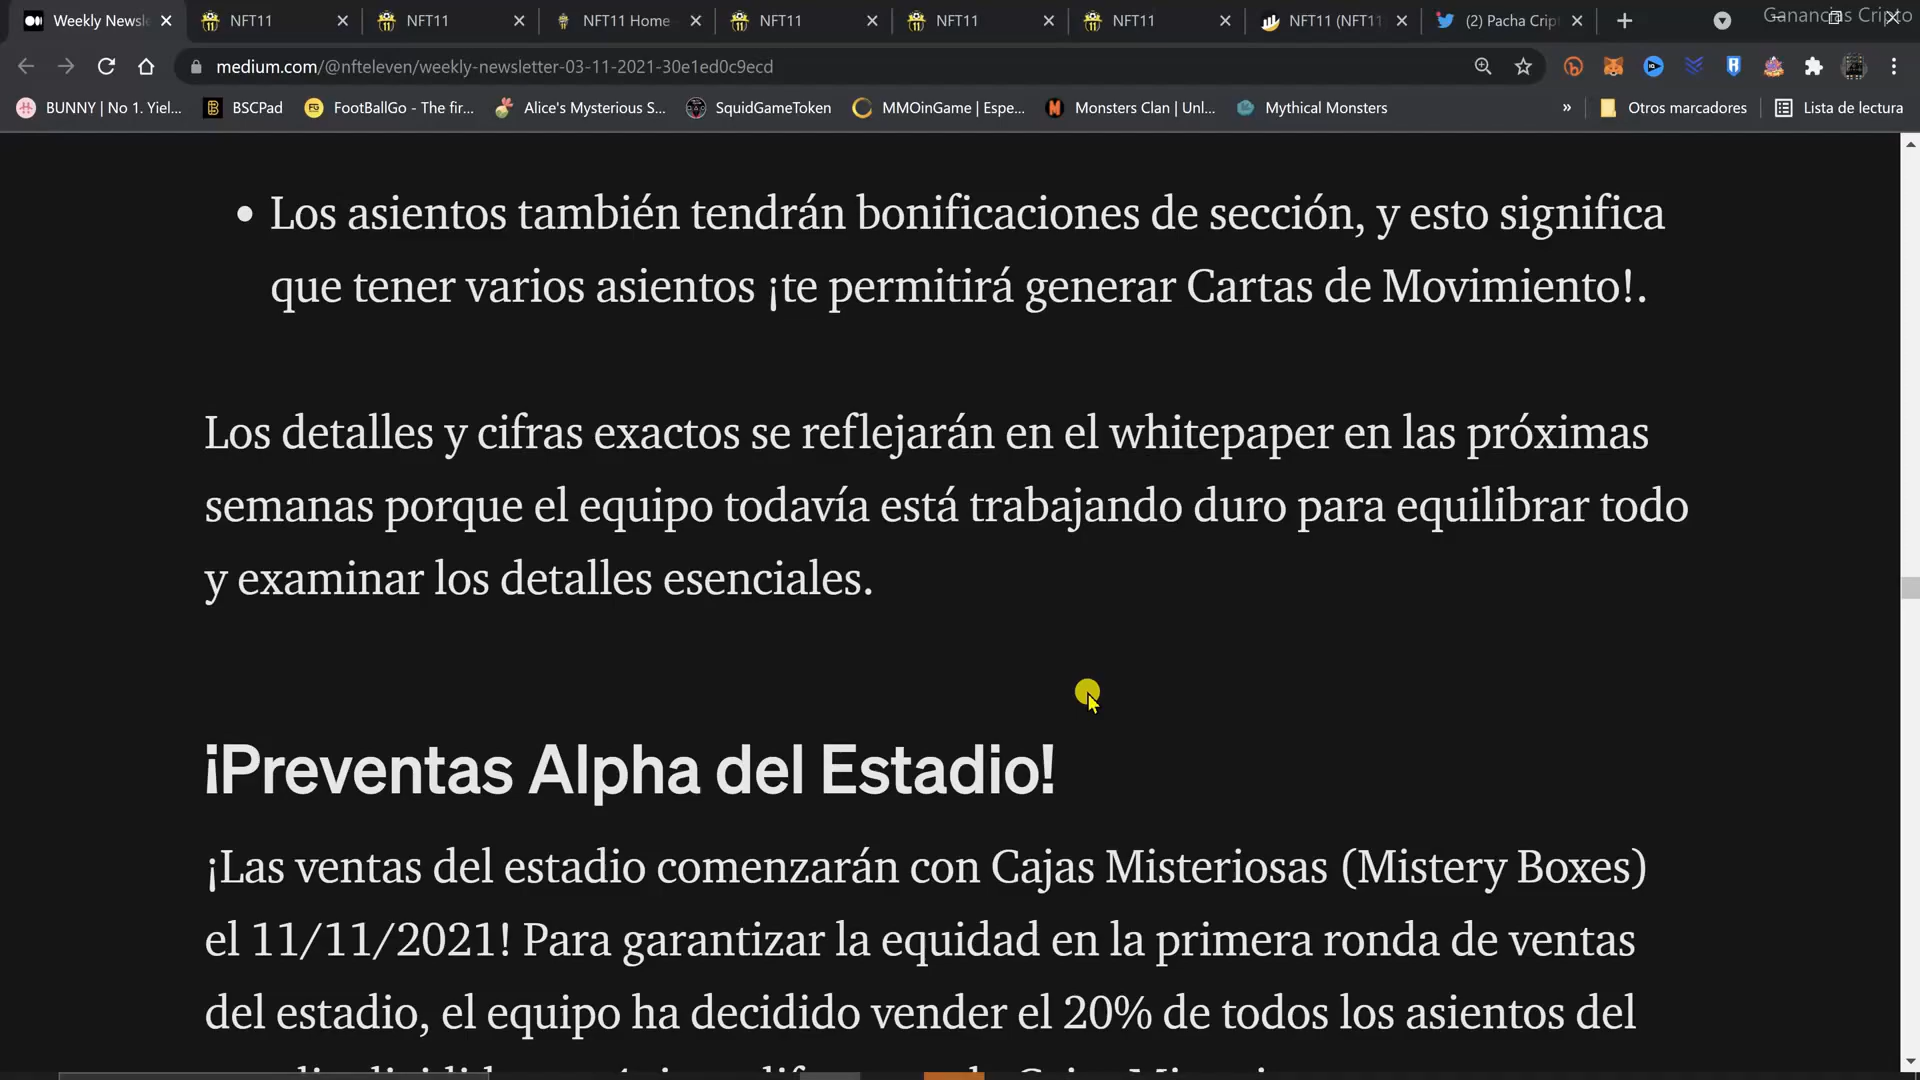 Weekly Newsl
NFT11
NFT11
NFT11 Home
NFT11
NFT11
NFT11
NFT11 (NFT11
(2) Pacha Crip
Ganancias Cripto
medium.com/@nfteleven/weekly-newsletter-03-11-2021-30e1ed0c9ecd
BUNNY | No 1. Yiel...
BSCPad
FootBallGo - The fir...
Alice's Mysterious S...
SquidGameToken
MMOinGame | Espe...
Monsters Clan | Unl...
Mythical Monsters
»
Otros marcadores
Lista de lectura
• Los asientos también tendrán bonificaciones de sección, y esto significa
que tener varios asientos ¡te permitirá generar Cartas de Movimiento!.
Los detalles y cifras exactos se reflejarán en el whitepaper en las próximas
semanas porque el equipo todavía está trabajando duro para equilibrar todo
y examinar los detalles esenciales.
¡Preventas Alpha del Estadio!
¡Las ventas del estadio comenzarán con Cajas Misteriosas (Mistery Boxes)
el 11/11/2021! Para garantizar la equidad en la primera ronda de ventas
del estadio, el equipo ha decidido vender el 20% de todos los asientos del